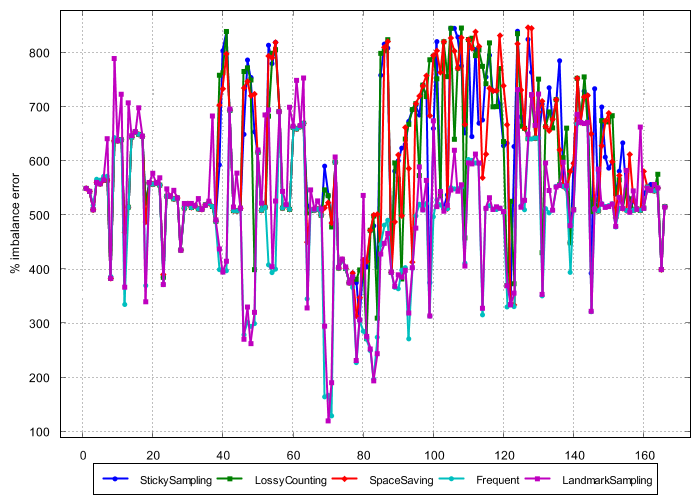 800
700
600
500
400
300
200
100
% imbalance error
0 20 40 60 80 100 120 140 160
StickySampling LossyCounting SpaceSaving Frequent LandmarkSampling